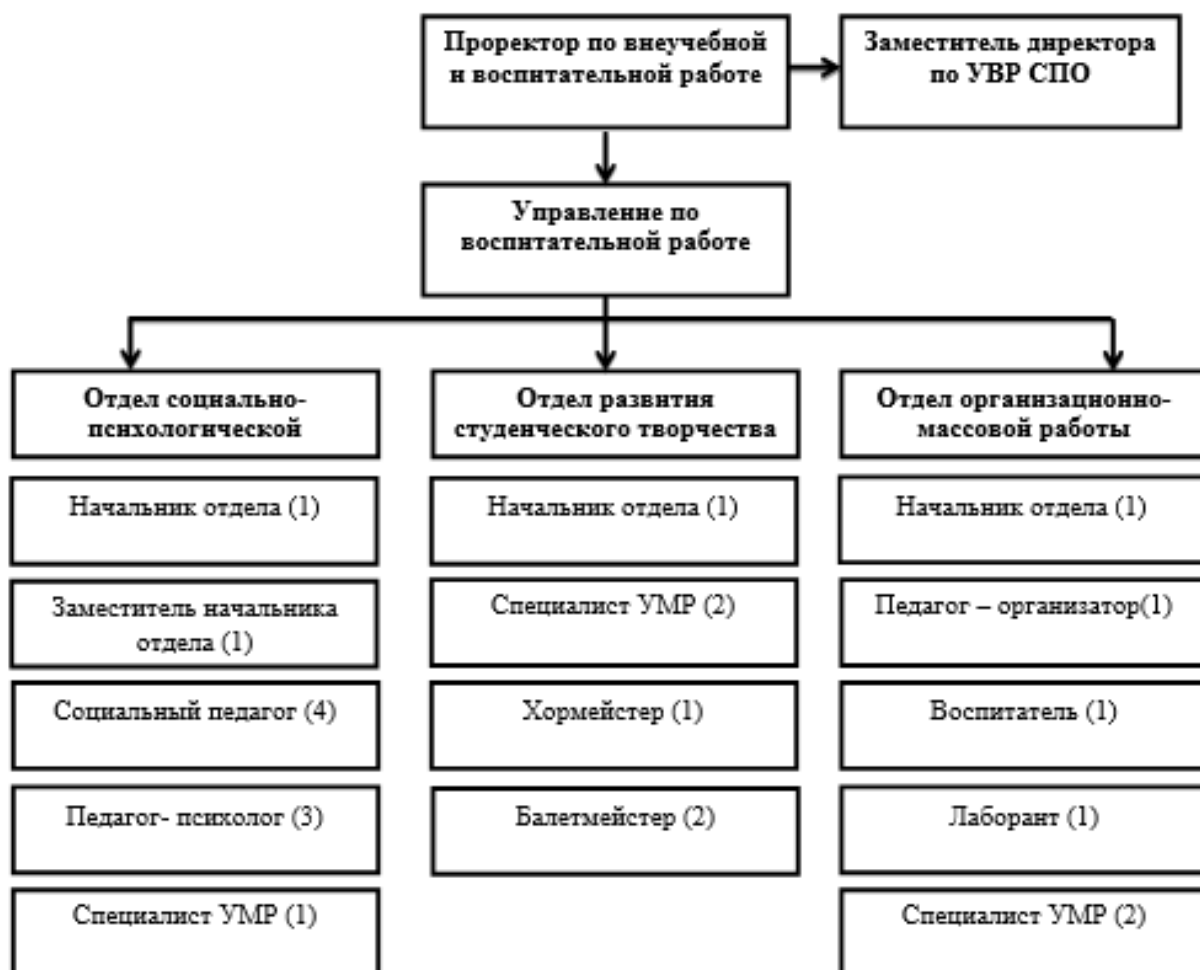 Проректор по внеучебной
и воспитательной работе
Заместитель директора
по УВР СПО
Управление по
воспитательной работе
Отдел социально-
психологической
Отдел развития
студенческого творчества
Отдел организационно-
массовой работы
Начальник отдела (1)
Заместитель начальника
отдела (1)
Социальный педагог (4)
Педагог- психолог (3)
Специалист УМР (1)
Начальник отдела (1)
Специалист УМР (2)
Хормейстер (1)
Балетмейстер (2)
Начальник отдела (1)
Педагог – организатор(1)
Воспитатель (1)
Лаборант (1)
Специалист УМР (2)